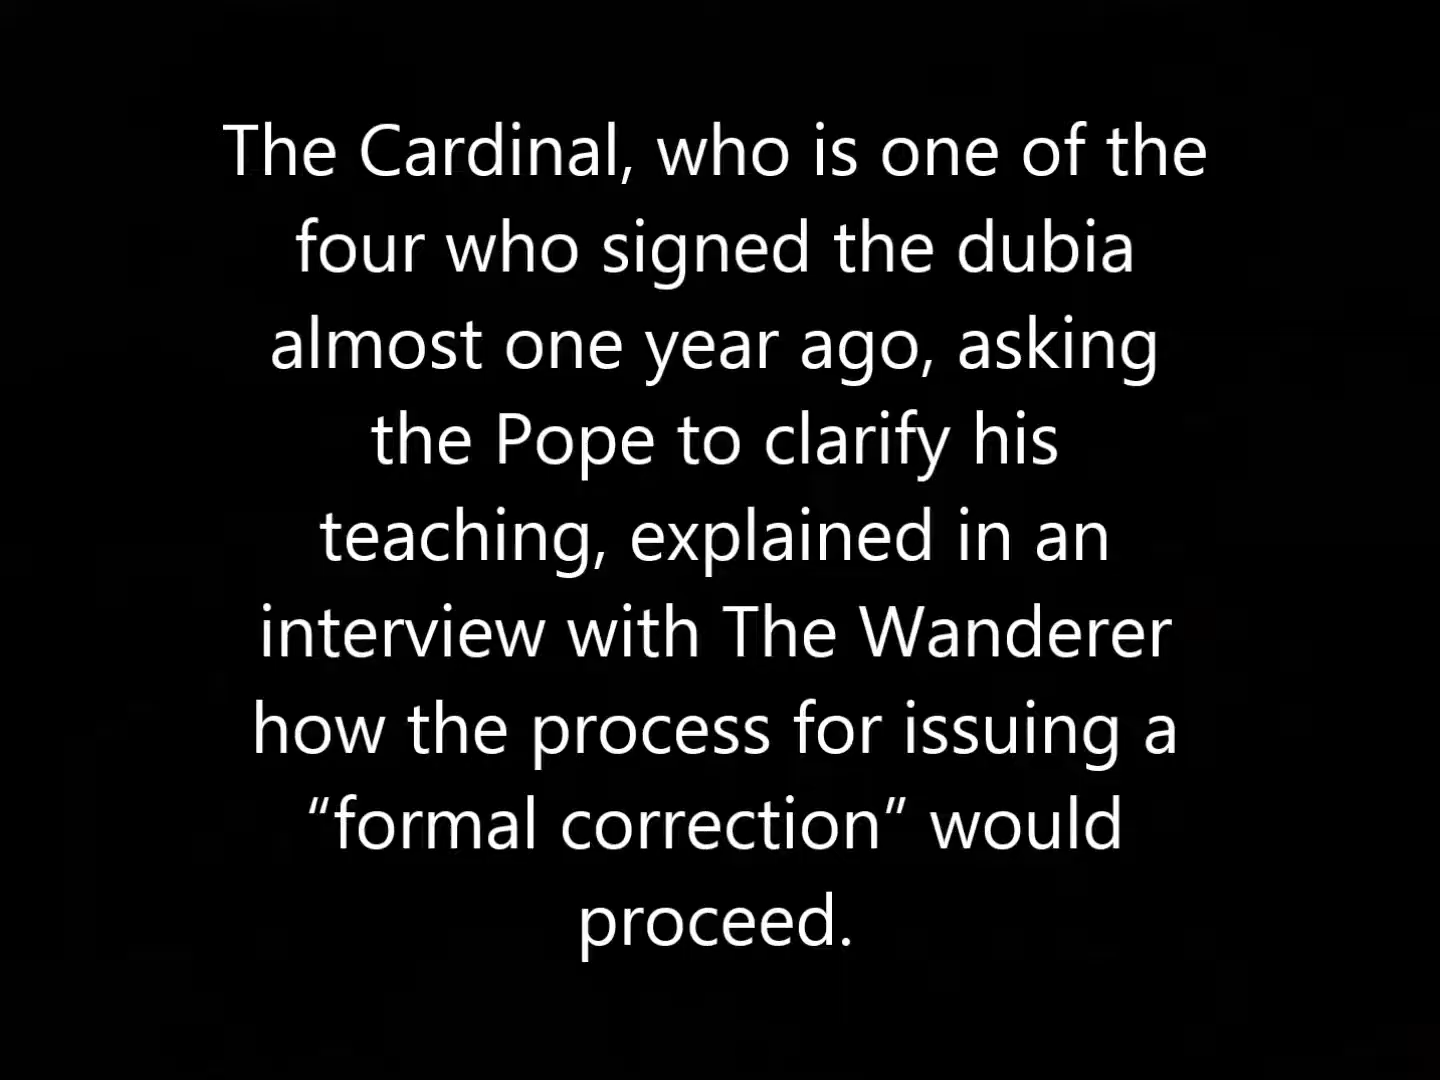 The Cardinal, who is one of the
four who signed the dubia
almost one year ago, asking
the Pope to clarify his
teaching, explained in an
interview with The Wanderer
how the process for issuing a
“formal correction” would
proceed.